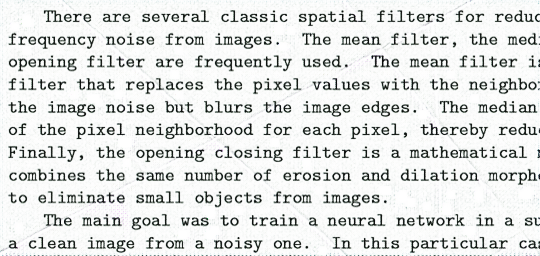 There are several classic spatial filters for reduc
frequency noise from images. The mean filter, the medi
opening filter are frequently used. The mean filter is
filter that replaces the pixel values with the neighbor
the image noise but blurs the image edges. The median
of the pixel neighborhood for each pixel, thereby reduc
Finally, the opening closing filter is a mathematical
combines the same number of erosion and dilation morpho
to eliminate small objects from images.
The main goal was to train a neural network in a su
a clean image from a noisy one. In this particular cas